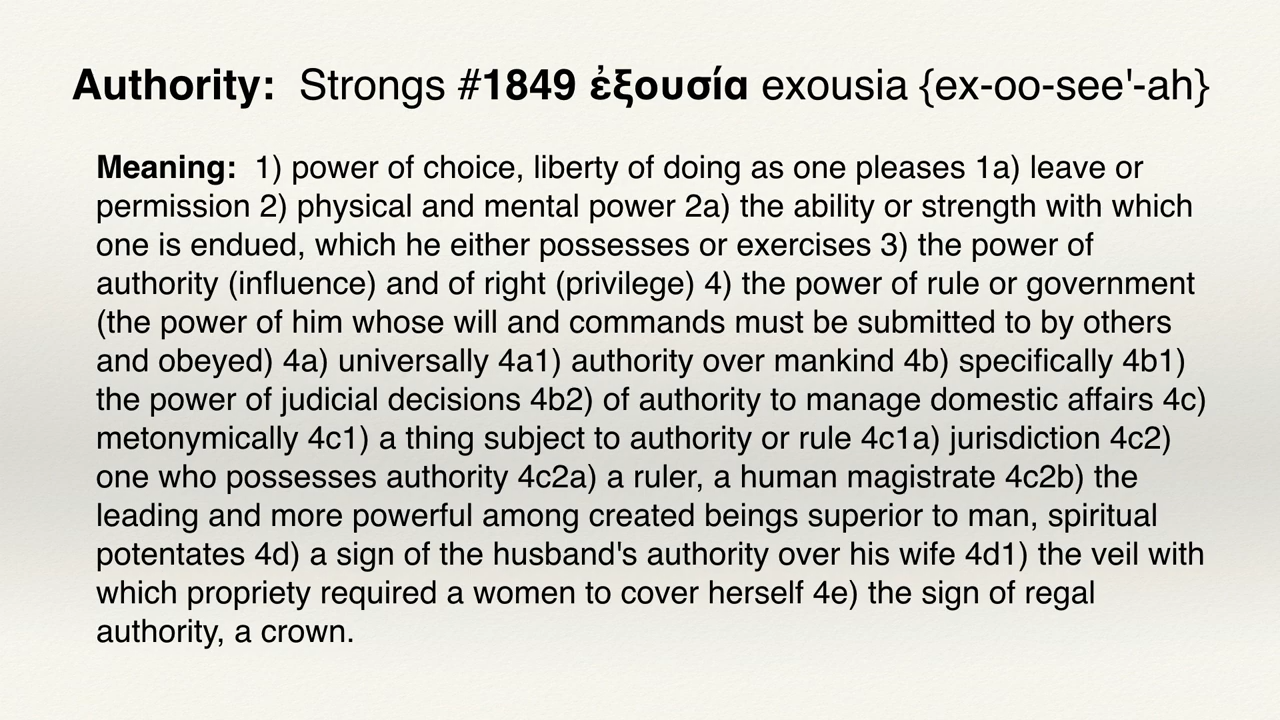 Authority:  Strongs #1849 ἐξουσία exousia {ex-oo-see'-ah}
Meaning:  1) power of choice, liberty of doing as one pleases 1a) leave or
permission 2) physical and mental power 2a) the ability or strength with which
one is endued, which he either possesses or exercises 3) the power of
authority (influence) and of right (privilege) 4) the power of rule or government
(the power of him whose will and commands must be submitted to by others
and obeyed) 4a) universally 4a1) authority over mankind 4b) specifically 4b1)
the power of judicial decisions 4b2) of authority to manage domestic affairs 4c)
metonymically 4c1) a thing subject to authority or rule 4c1a) jurisdiction 4c2)
one who possesses authority 4c2a) a ruler, a human magistrate 4c2b) the
leading and more powerful among created beings superior to man, spiritual
potentates 4d) a sign of the husband's authority over his wife 4d1) the veil with
which propriety required a women to cover herself 4e) the sign of regal
authority, a crown.